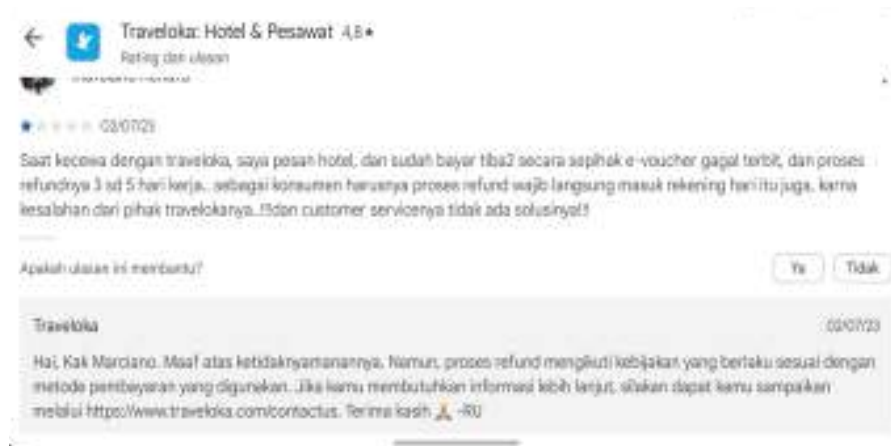 Traveloka: Hotel & Pesawat 4,8★
Rating dan ulasan
02/07/23
Saat kecewa dengan traveloka, saya pesan hotel, dan sudah bayar tiba2 secara sepihak e-voucher gagal terbit, dan proses
refundnya 3 sd 5 hari kerja.. sebagai konsumen harusnya proses refund wajib langsung masuk rekening hari itu juga, karna
kesalahan dari pihak travelokanya..!!!dan customer servicenya tidak ada solusinya!!
Apakah ulasan ini membantu?
Ya
Tidak
Traveloka
02/07/23
Hai, Kak Marciano. Maaf atas ketidaknyamanannya. Namun, proses refund mengikuti kebijakan yang berlaku sesuai dengan
metode pembayaran yang digunakan. Jika kamu membutuhkan informasi lebih lanjut, silakan dapat kamu sampaikan
melalui https://www.traveloka.com/contactus. Terima kasih 🙏 -RU